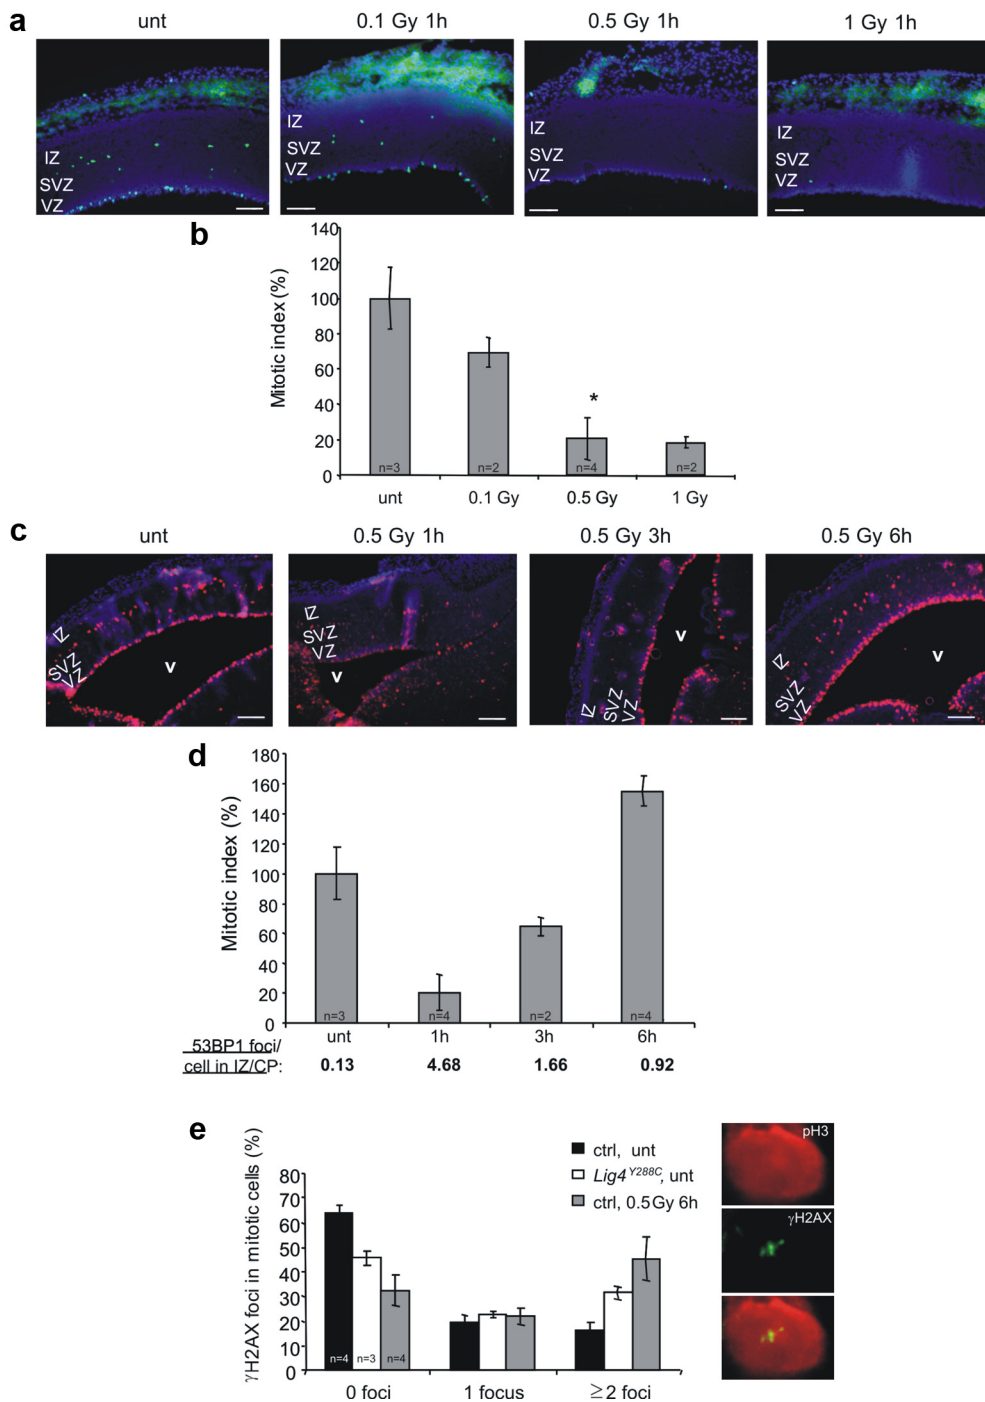 a
unt 0.1 Gy 1h 0.5 Gy 1h 1 Gy 1h
IZ SVZ VZ
IZ SVZ VZ
IZ SVZ VZ
IZ SVZ VZ
b
Mitotic index (%)
140
120
100
80
60
40
20
0
*
n=3 n=2 n=4 n=2
unt 0.1 Gy 0.5 Gy 1 Gy
c
unt 0.5 Gy 1h 0.5 Gy 3h 0.5 Gy 6h
IZ SVZ VZ v
IZ SVZ VZ v
IZ SVZ VZ v
IZ SVZ VZ v
d
Mitotic index (%)
180
160
140
120
100
80
60
40
20
0
n=3 n=4 n=2 n=4
unt 1h 3h 6h
53BP1 foci/
cell in IZ/CP: 0.13 4.68 1.66 0.92
e
γH2AX foci in mitotic cells (%)
80
70
60
50
40
30
20
10
0
ctrl, unt
Lig4 Y288C, unt
ctrl, 0.5Gy 6h
n=4 n=3 n=4
0 foci 1 focus ≥2 foci
pH3
γH2AX